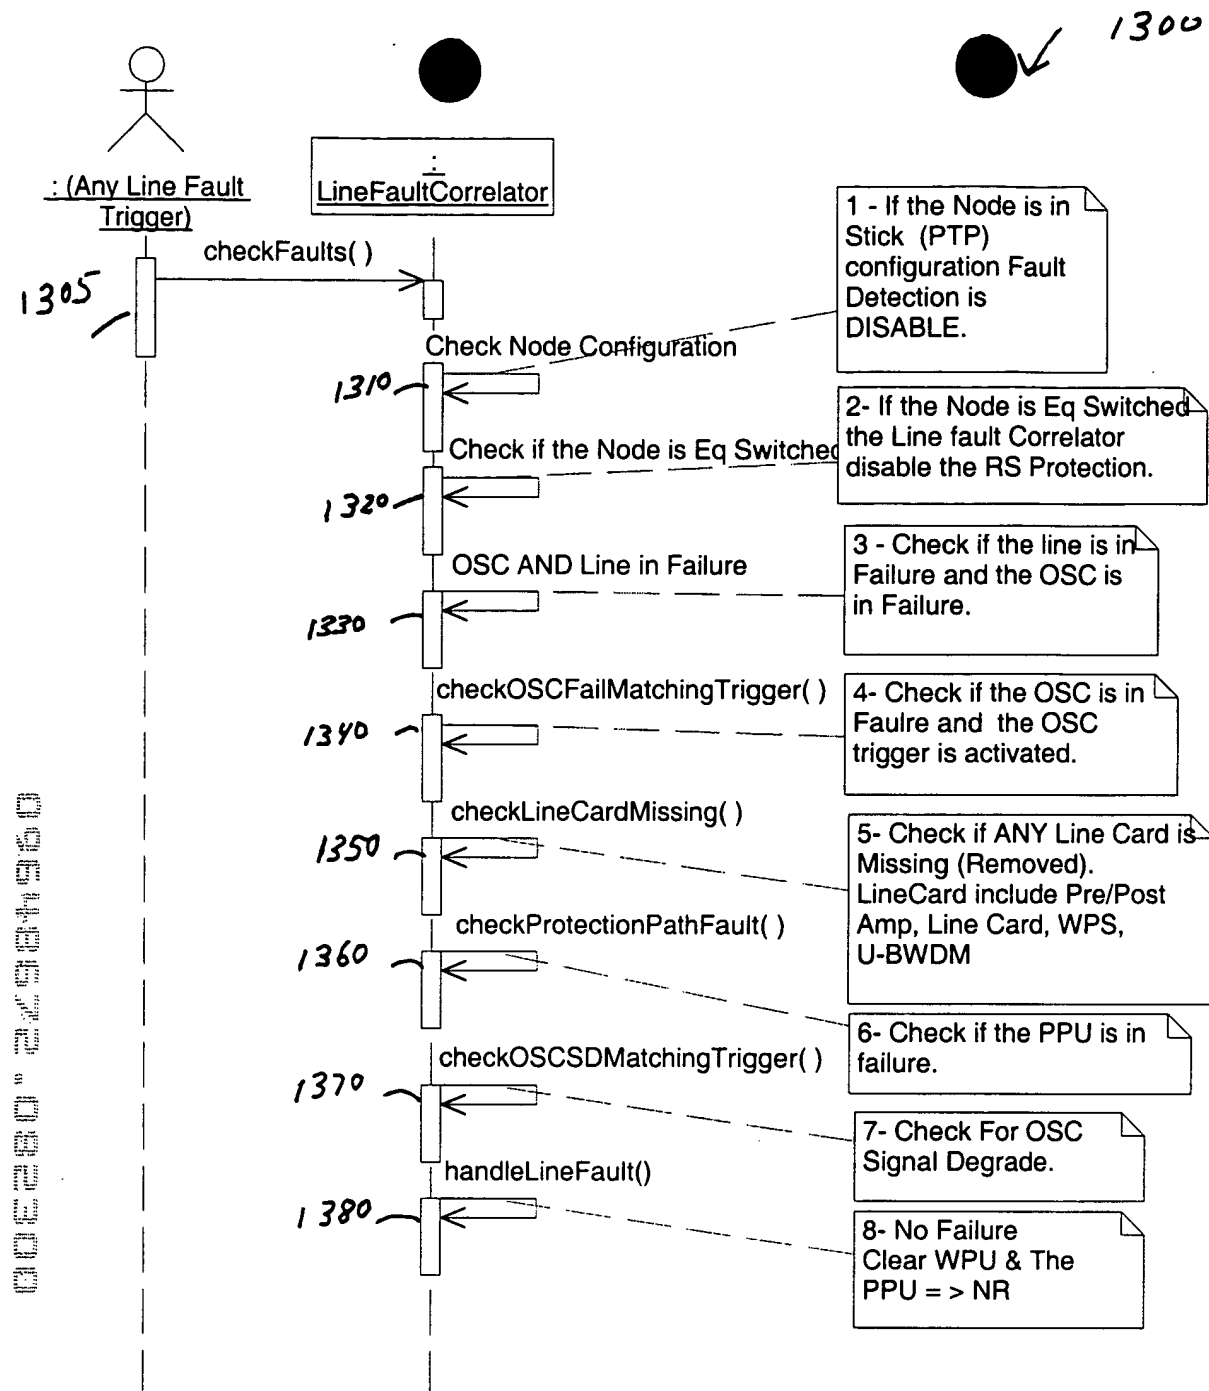 1300
: (Any Line Fault
Trigger)
:
LineFaultCorrelator
1 - If the Node is in
Stick (PTP)
configuration Fault
Detection is
DISABLE.
checkFaults( )
1305
Check Node Configuration
1310
2- If the Node is Eq Switched
the Line fault Correlator
disable the RS Protection.
Check if the Node is Eq Switched
1320
3 - Check if the line is in
Failure and the OSC is
in Failure.
OSC AND Line in Failure
1330
checkOSCFailMatchingTrigger( )
4- Check if the OSC is in
Faulre and the OSC
trigger is activated.
1340
checkLineCardMissing( )
1350
5- Check if ANY Line Card is
Missing (Removed).
LineCard include Pre/Post
Amp, Line Card, WPS,
U-BWDM
checkProtectionPathFault( )
1360
6- Check if the PPU is in
failure.
checkOSCSDMatchingTrigger( )
1370
7- Check For OSC
Signal Degrade.
handleLineFault()
1380
8- No Failure
Clear WPU & The
PPU = > NR